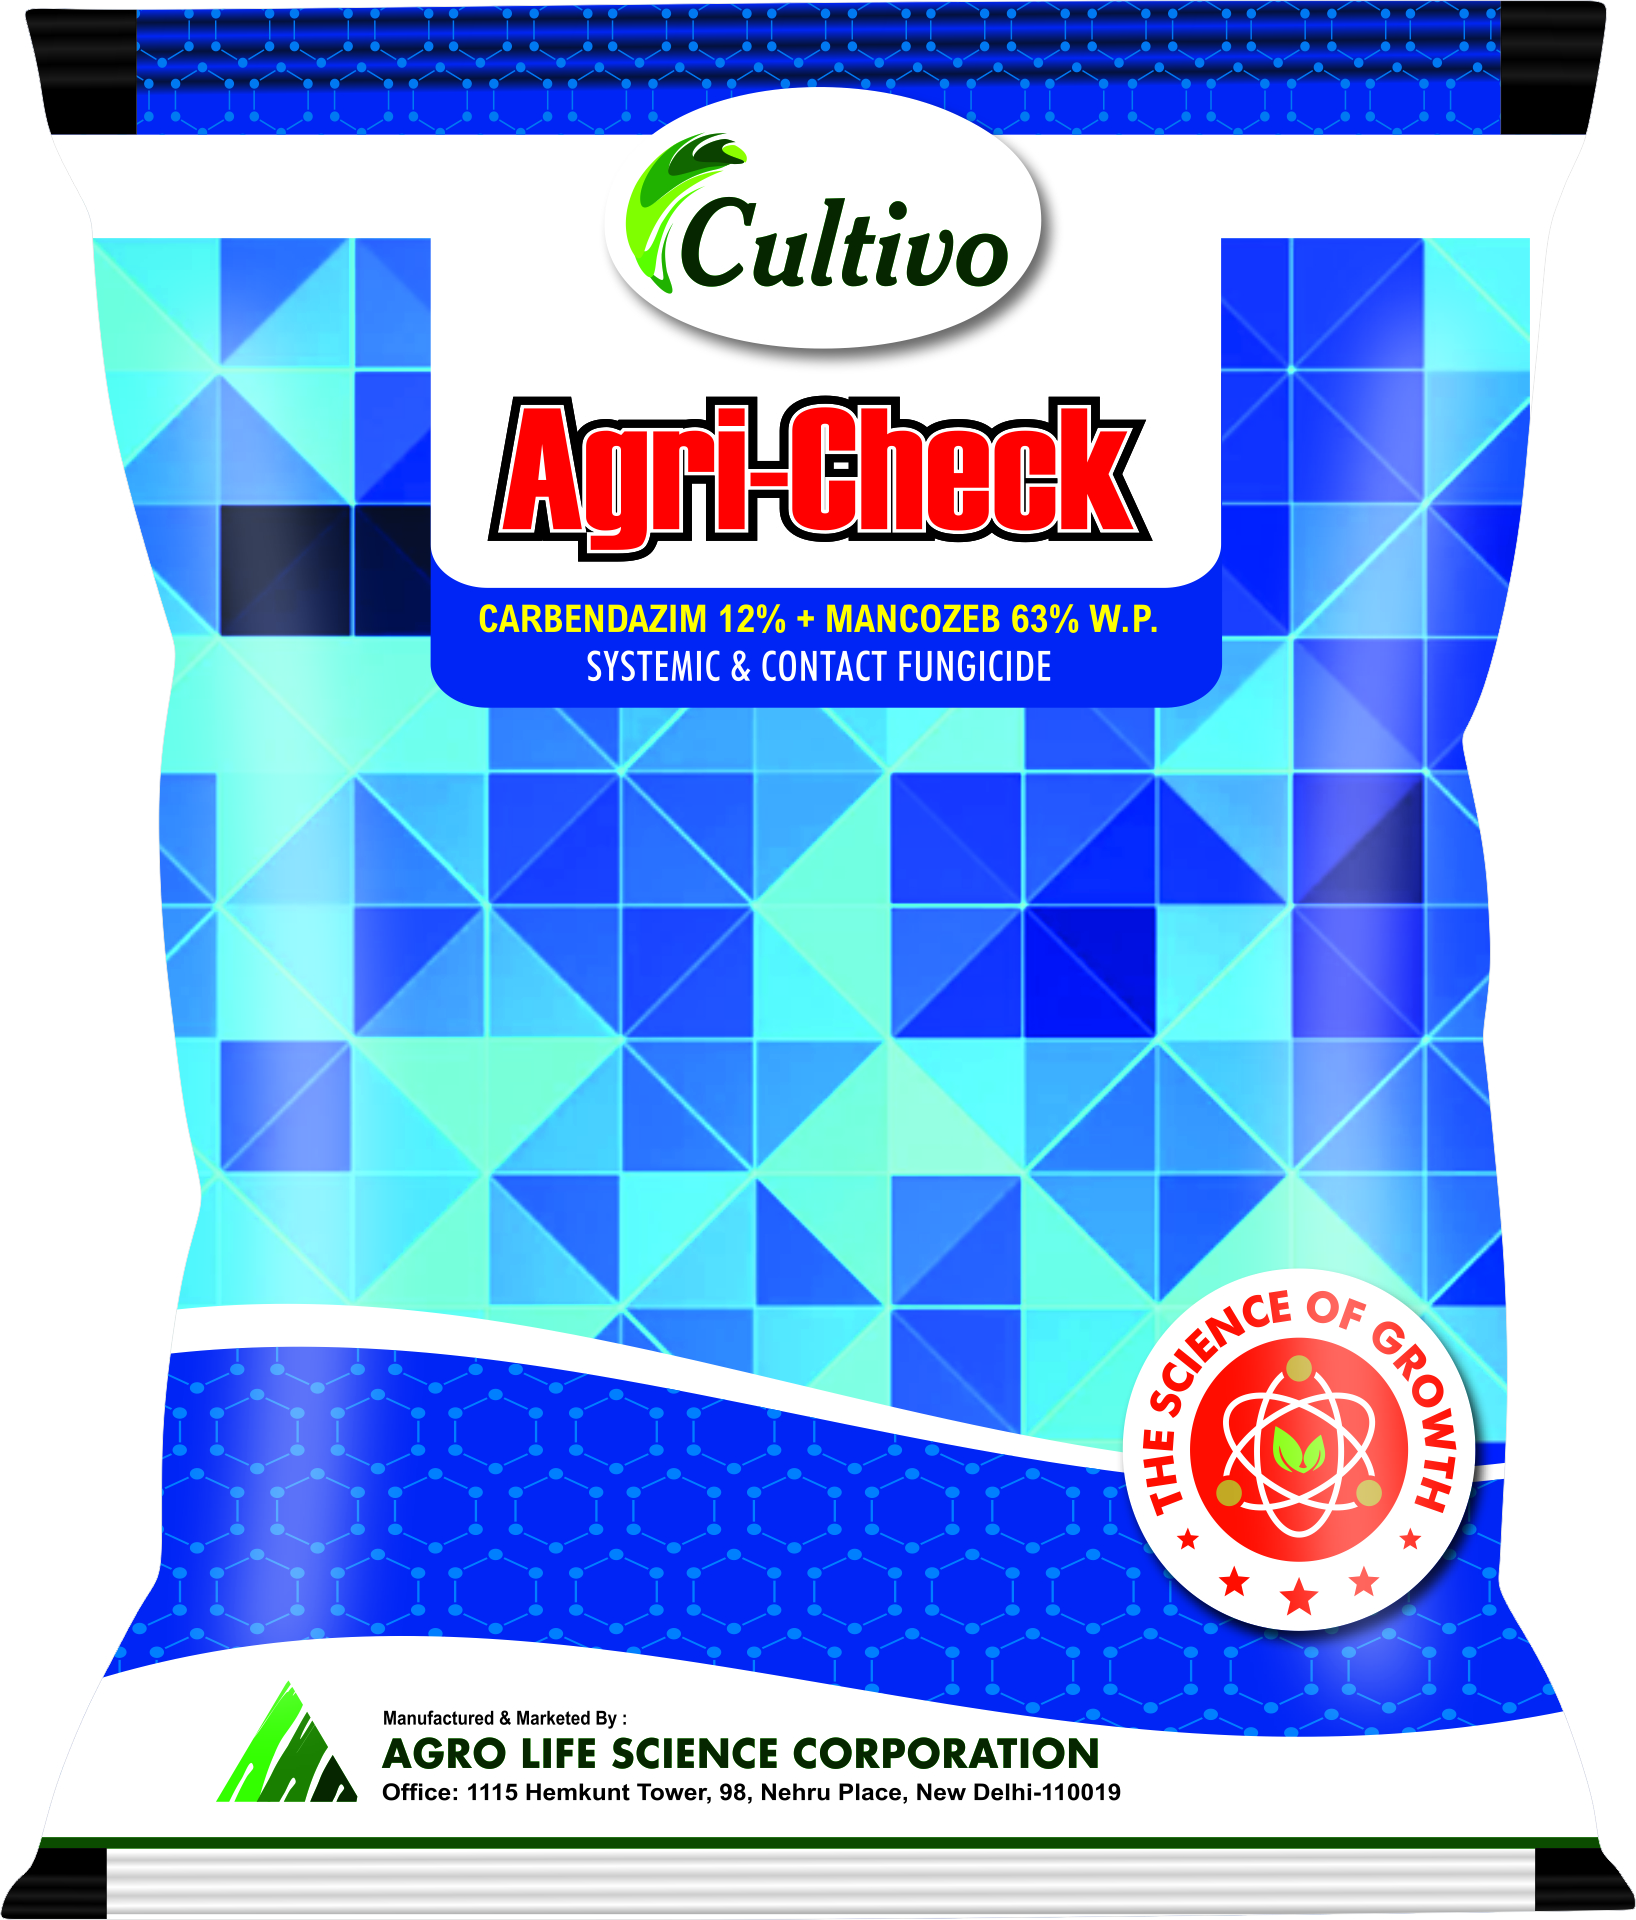 Cultivo
Agri-Check
CARBENDAZIM 12% + MANCOZEB 63% W.P.
SYSTEMIC & CONTACT FUNGICIDE
THE SCIENCE OF GROWTH
Manufactured & Marketed By :
AGRO LIFE SCIENCE CORPORATION
Office: 1115 Hemkunt Tower, 98, Nehru Place, New Delhi-110019